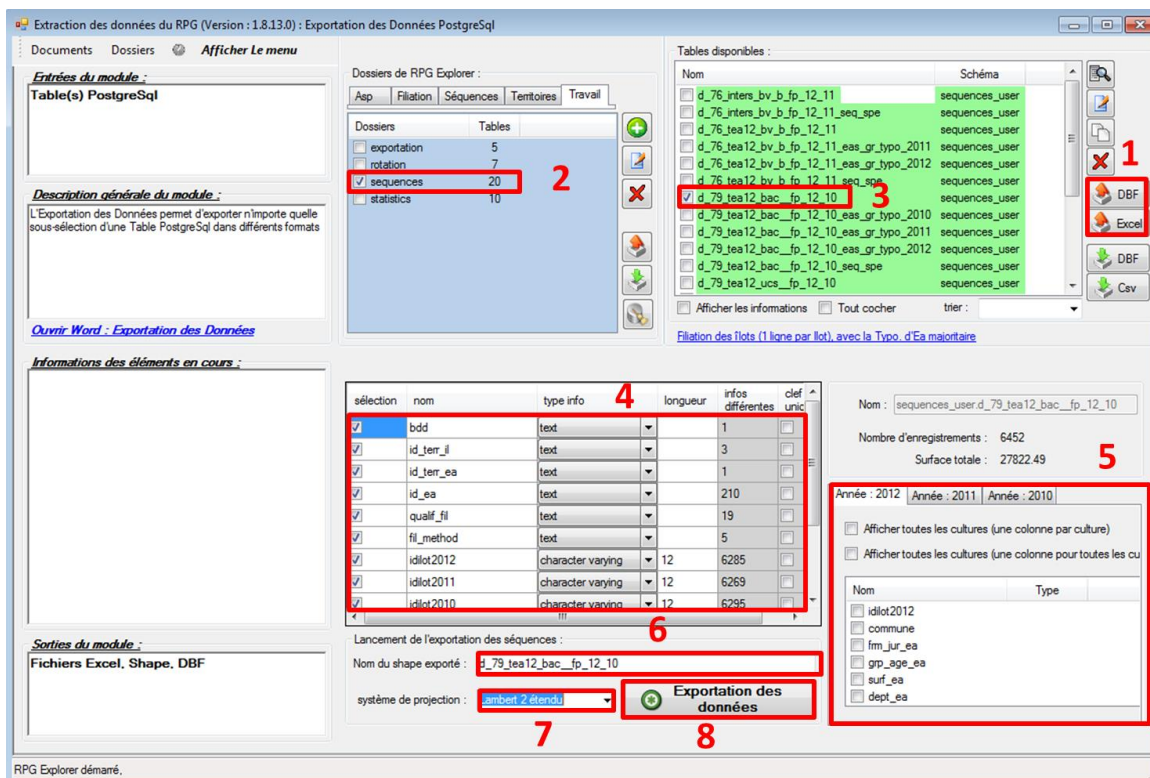 Extraction des données du RPG (Version : 1.8.13.0) : Exportation des Données PostgreSql
Documents Dossiers Afficher Le menu
Entrées du module :
Table(s) PostgreSql
Description générale du module :
L'Exportation des Données permet d'exporter n'importe quelle
sous-sélection d'une Table PostgreSql dans différents formats
Ouvrir Word : Exportation des Données
Informations des éléments en cours :
Sorties du module :
Fichiers Excel, Shape, DBF
Dossiers de RPG Explorer :
Asp Filiation Séquences Territoires Travail
Dossiers Tables
exportation 5
rotation 7
sequences 20
statistics 10
2
Tables disponibles :
Nom Schéma
d_76_inters_bv_b_fp_12_11 sequences_user
d_76_inters_bv_b_fp_12_11_seq_spe sequences_user
d_76_tea12_bv_b_fp_12_11 sequences_user
d_76_tea12_bv_b_fp_12_11_eas_gr_typo_2011 sequences_user
d_76_tea12_bv_b_fp_12_11_eas_gr_typo_2012 sequences_user
d_76_tea12_bv_b_fp_12_11_seq_spe sequences_user
d_79_tea12_bac__fp_12_10 sequences_user
d_79_tea12_bac__fp_12_10_eas_gr_typo_2010 sequences_user
d_79_tea12_bac__fp_12_10_eas_gr_typo_2011 sequences_user
d_79_tea12_bac__fp_12_10_eas_gr_typo_2012 sequences_user
d_79_tea12_bac__fp_12_10_seq_spe sequences_user
d_79_tea12_ucs__fp_12_10 sequences_user
3
1
DBF
Excel
DBF
Csv
Afficher les informations Tout cocher trier :
Filiation des îlots (1 ligne par Ilot), avec la Typo. d'Ea majoritaire
4
sélection nom type info longueur infos différentes clef unic
bdd text 1
id_terr_il text 3
id_terr_ea text 1
id_ea text 210
qualif_fil text 19
fil_method text 5
idilot2012 character varying 12 6285
idilot2011 character varying 12 6269
idilot2010 character varying 12 6295
Nom : sequences_user.d_79_tea12_bac__fp_12_10
Nombre d'enregistrements : 6452
Surface totale : 27822.49
5
Année : 2012 Année : 2011 Année : 2010
Afficher toutes les cultures (une colonne par culture)
Afficher toutes les cultures (une colonne pour toutes les cu
Nom Type
idilot2012
commune
frm_jur_ea
grp_age_ea
surf_ea
dept_ea
6
Lancement de l'exportation des séquences :
Nom du shape exporté : d_79_tea12_bac__fp_12_10
système de projection : Lambert 2 étendu
Exportation des
données
7
8
RPG Explorer démarré,